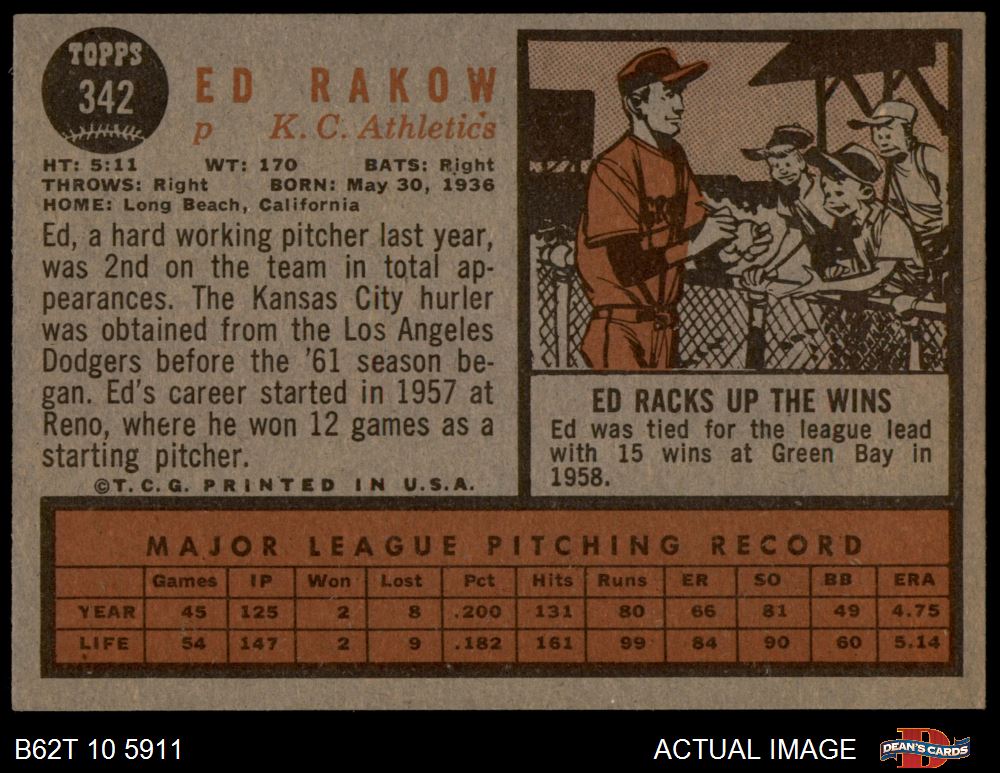 TOPPS
342
ED RAKOW
p K. C. Athletics
HT: 5:11 WT: 170 BATS: Right
THROWS: Right BORN: May 30, 1936
HOME: Long Beach, California
Ed, a hard working pitcher last year,
was 2nd on the team in total ap-
pearances. The Kansas City hurler
was obtained from the Los Angeles
Dodgers before the '61 season be-
gan. Ed's career started in 1957 at
Reno, where he won 12 games as a
starting pitcher.
©T.C.G. PRINTED IN U.S.A.
ED RACKS UP THE WINS
Ed was tied for the league lead
with 15 wins at Green Bay in
1958.
MAJOR LEAGUE PITCHING RECORD
Games IP Won Lost Pct Hits Runs ER SO BB ERA
YEAR 45 125 2 8 .200 131 80 66 81 49 4.75
LIFE 54 147 2 9 .182 161 99 84 90 60 5.14
B62T 10 5911 ACTUAL IMAGE DEAN'S CARDS